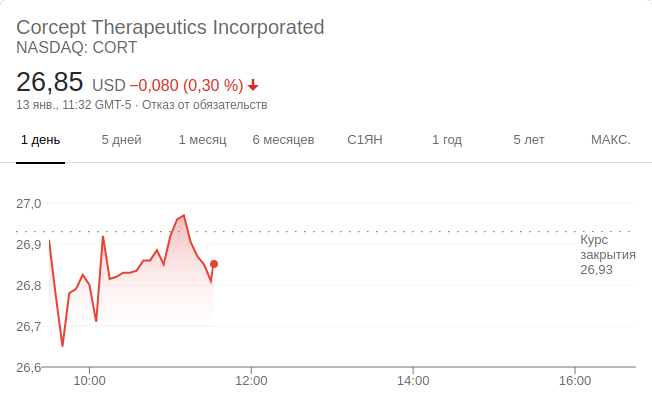 Corcept Therapeutics Incorporated
NASDAQ: CORT
26,85 USD −0,080 (0,30 %)
13 янв., 11:32 GMT-5 · Отказ от обязательств
1 день 5 дней 1 месяц 6 месяцев С1ЯН 1 год 5 лет МАКС.
27,0
26,9
26,8
26,7
26,6
Курс
закрытия
26,93
10:00 12:00 14:00 16:00